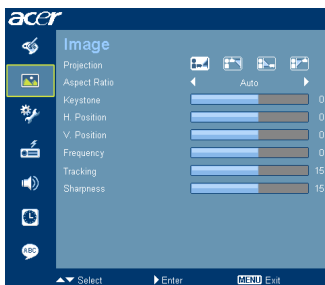 acer
Image
Projection
Aspect Ratio Auto
Keystone 0
H. Position 0
V. Position 0
Frequency 0
Tracking 15
Sharpness 15
ABC
Select Enter MENU Exit